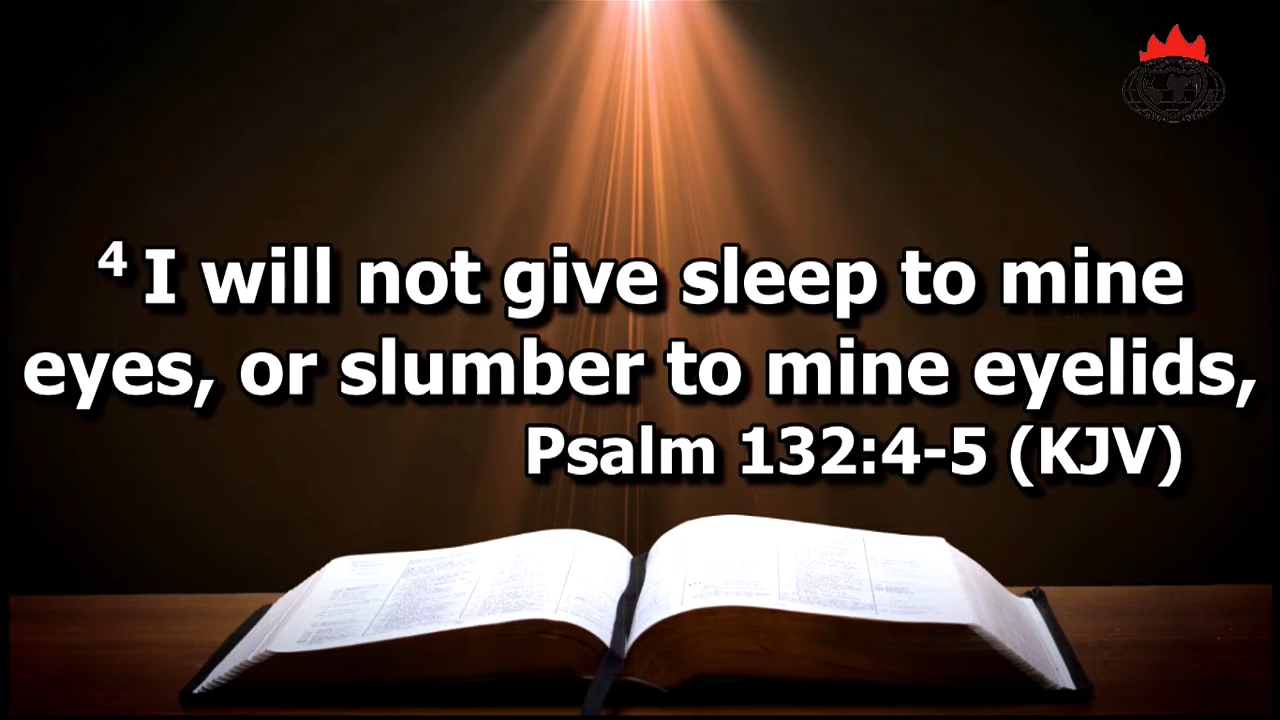 4 I will not give sleep to mine
eyes, or slumber to mine eyelids,
Psalm 132:4-5 (KJV)